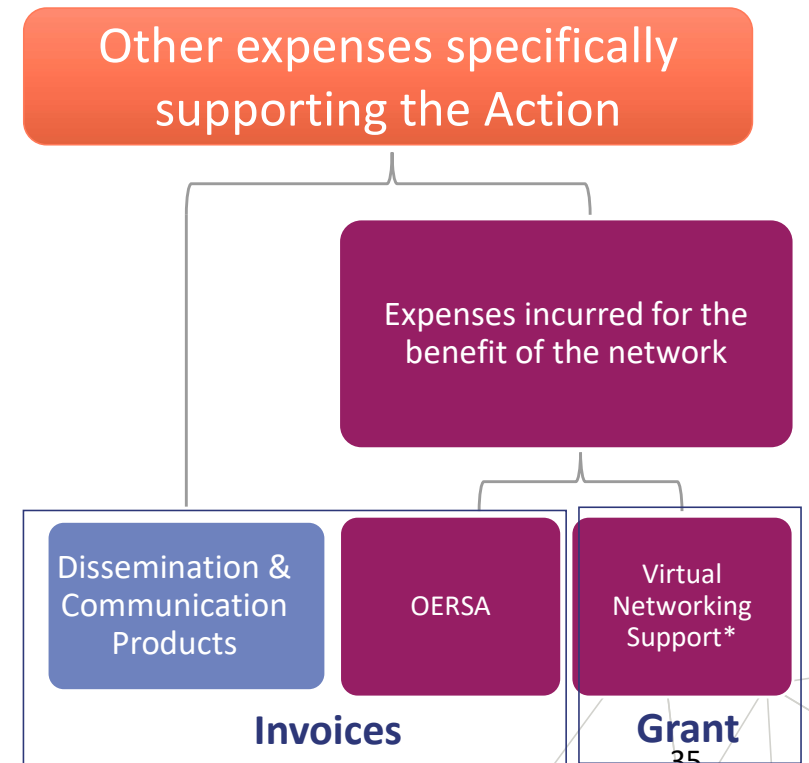 Other expenses specifically
supporting the Action
Expenses incurred for the
benefit of the network
Dissemination &
Communication
Products
OERSA
Virtual
Networking
Support*
Invoices
Grant
35